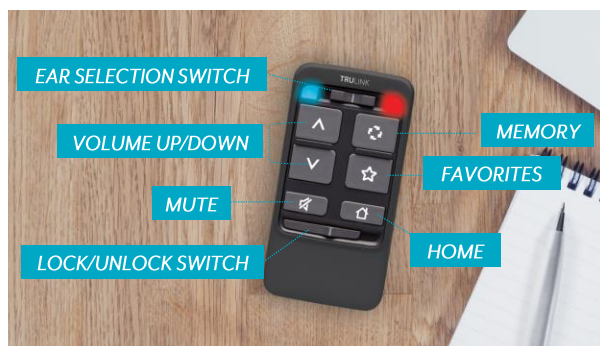 TRULINK
EAR SELECTION SWITCH
VOLUME UP/DOWN
MEMORY
FAVORITES
MUTE
HOME
LOCK/UNLOCK SWITCH